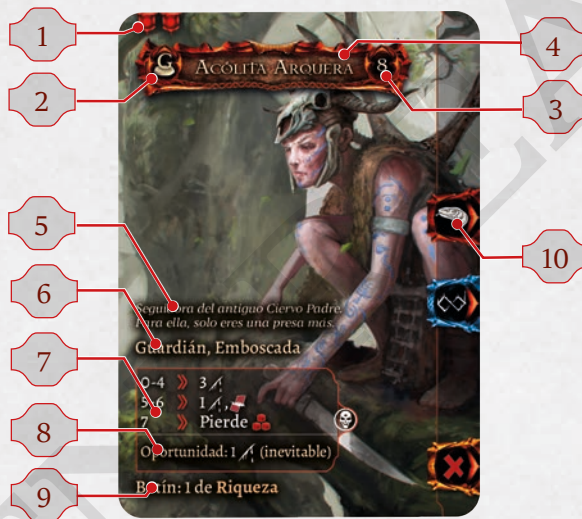 1
4
G
ACÓLITA ARQUERA
8
2
3
5
10
Seguidora del antiguo Ciervo Padre.
Para ella, solo eres una presa más.
6
Guardián, Emboscada
7
0-4 » 3
5-6 » 1
7 » Pierde
8
Oportunidad: 1 (inevitable)
9
Botín: 1 de Riqueza